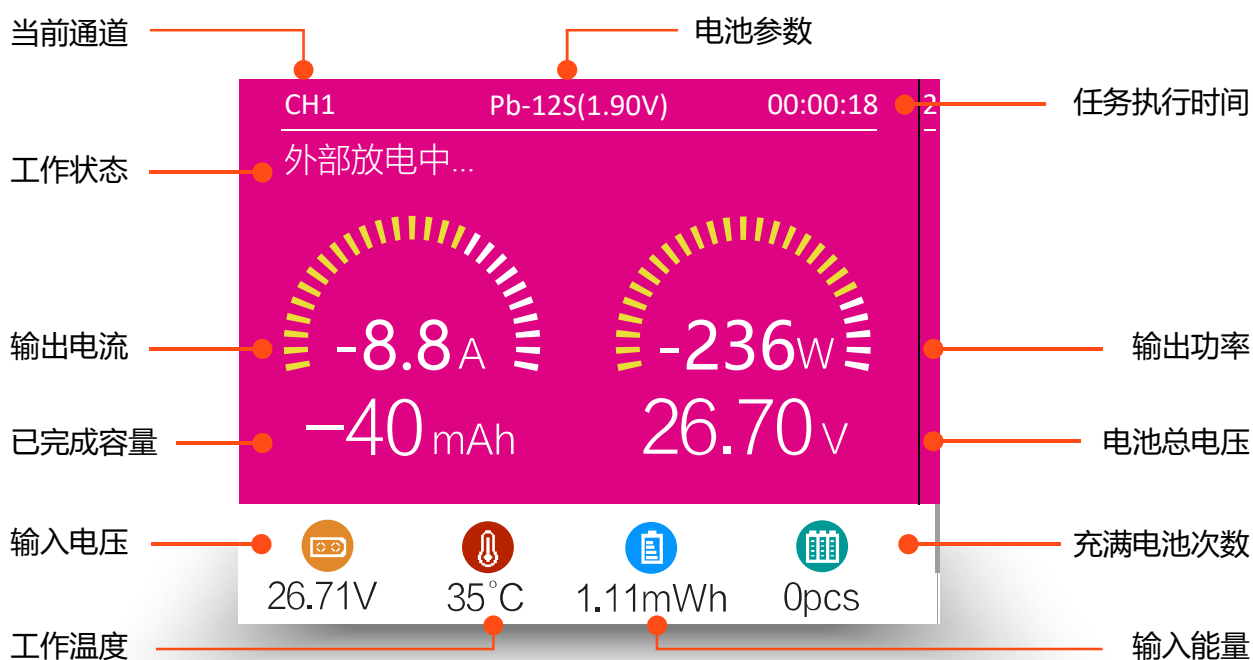 当前通道
电池参数
CH1 Pb-12S(1.90V) 00:00:18 2
任务执行时间
外部放电中...
工作状态
-8.8A -236W
输出电流
输出功率
-40mAh 26.70V
已完成容量
电池总电压
输入电压
充满电池次数
26.71V 35°C 1.11mWh 0pcs
工作温度
输入能量